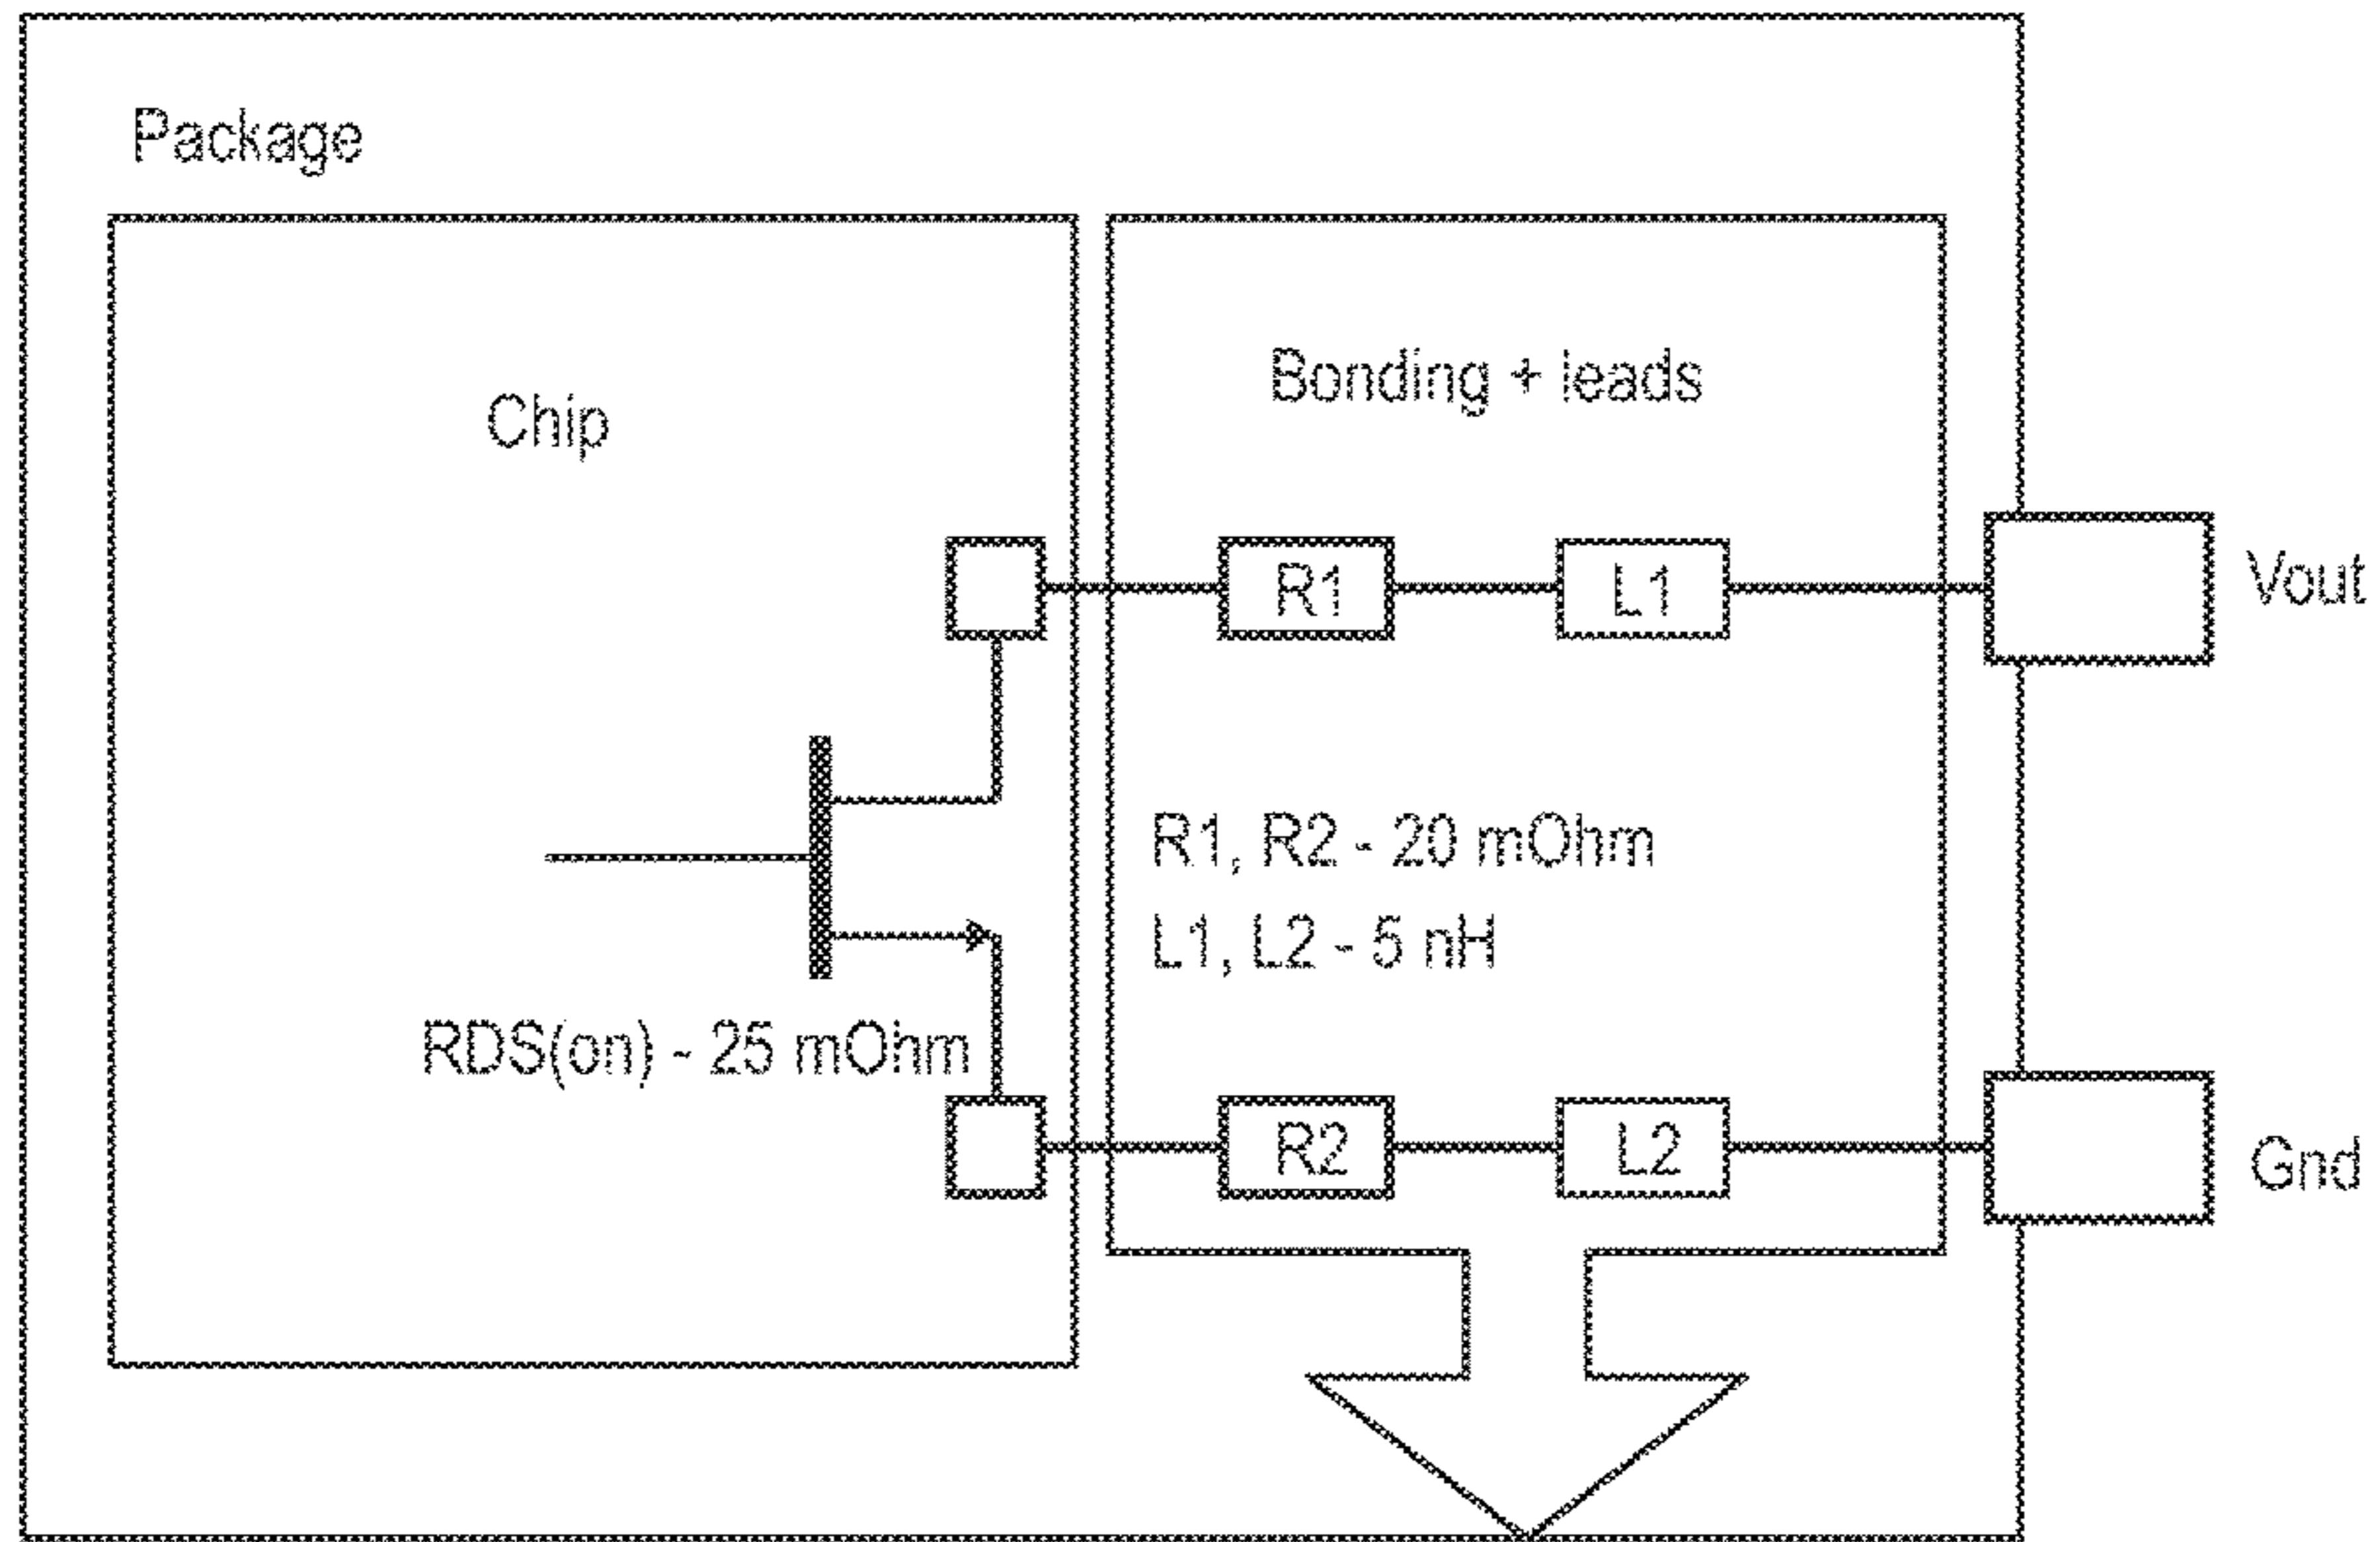 Package
Chip
Bonding + leads
R1
L1
Vout
R1, R2 - 20 mOhm
L1, L2 - 5 nH
RDS(on) - 25 mOhm
R2
L2
Gnd